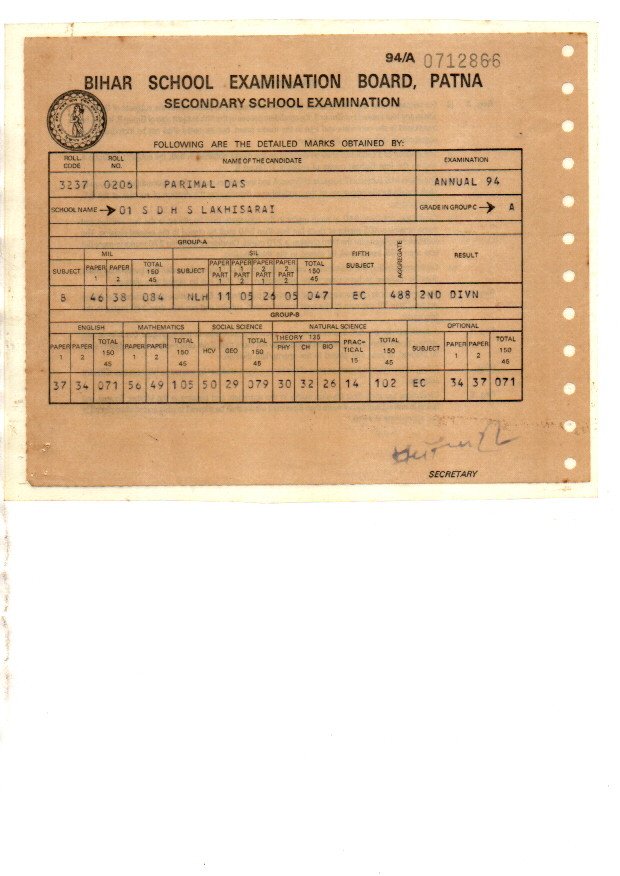 94/A 0712866
BIHAR SCHOOL EXAMINATION BOARD, PATNA
SECONDARY SCHOOL EXAMINATION
FOLLOWING ARE THE DETAILED MARKS OBTAINED BY:
ROLL CODE ROLL NO. NAME OF THE CANDIDATE EXAMINATION
3237 0206 PARIMAL DAS ANNUAL 94
SCHOOL NAME → 01 S D H S LAKHISARAI GRADE IN GROUP C → A
GROUP-A
MIL SIL FIFTH SUBJECT AGGREGATE RESULT
SUBJECT PAPER 1 PAPER 2 TOTAL 150 45 SUBJECT PAPER 1 PART 1 PAPER 1 PART 2 PAPER 2 PART 1 PAPER 2 PART 2 TOTAL 150 45
B 46 38 084 NLH 11 05 26 05 047 EC 488 2ND DIVN
GROUP-B
ENGLISH MATHEMATICS SOCIAL SCIENCE NATURAL SCIENCE OPTIONAL
PAPER 1 PAPER 2 TOTAL 150 45 PAPER 1 PAPER 2 TOTAL 150 45 HCV GEO TOTAL 150 45 THEORY 135 PHY CH BIO PRAC-TICAL 15 TOTAL 150 45 SUBJECT PAPER 1 PAPER 2 TOTAL 150 45
37 34 071 56 49 105 50 29 079 30 32 26 14 102 EC 34 37 071
SECRETARY